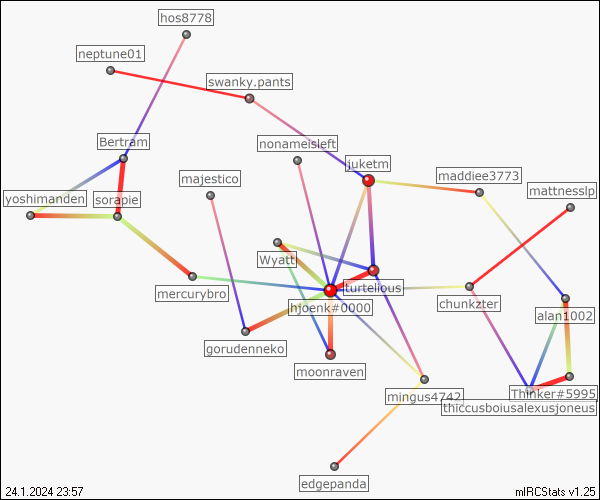 hos8778
neptune01
swanky.pants
Bertram
nonameisleft
juketm
majestico
maddiee3773
mattnesslp
yoshimanden
sorapie
Wyatt
turtelious
mercurybro
hjoenk#0000
chunkzter
alan1002
gorudenneko
moonraven
mingus4742
Thinker#5995
thiccusboiusalexusjoneus
edgepanda
24.1.2024 23:57
mIRCStats v1.25